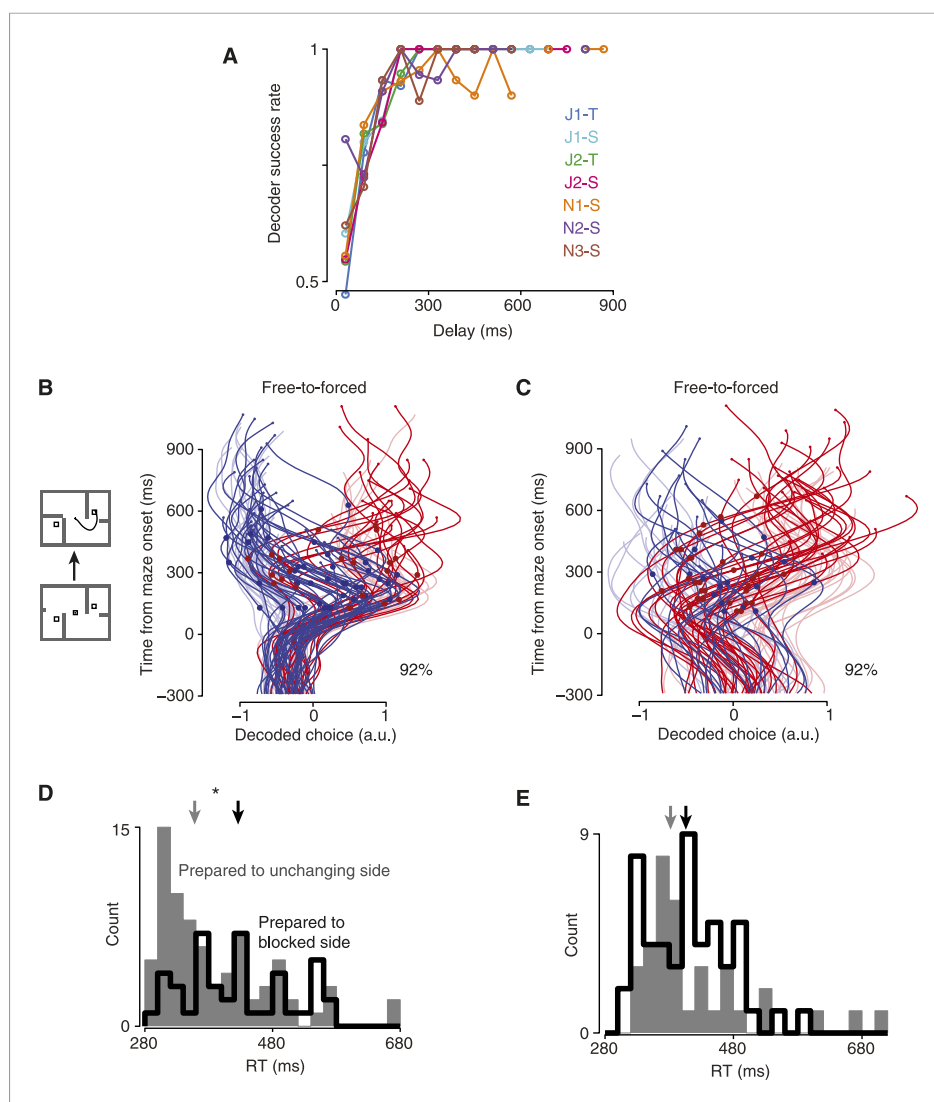 A
1
Decoder success rate
0.5
0 300 600 900
Delay (ms)
J1-T
J1-S
J2-T
J2-S
N1-S
N2-S
N3-S
B
Free-to-forced
900
600
300
0
−300
Time from maze onset (ms)
92%
−1 0 1
Decoded choice (a.u.)
C
Free-to-forced
900
600
300
0
−300
Time from maze onset (ms)
92%
−1 0 1
Decoded choice (a.u.)
D
*
15
Count
0
Prepared to unchanging side
Prepared to
blocked side
280 480 680
RT (ms)
E
9
Count
0
280 480 680
RT (ms)